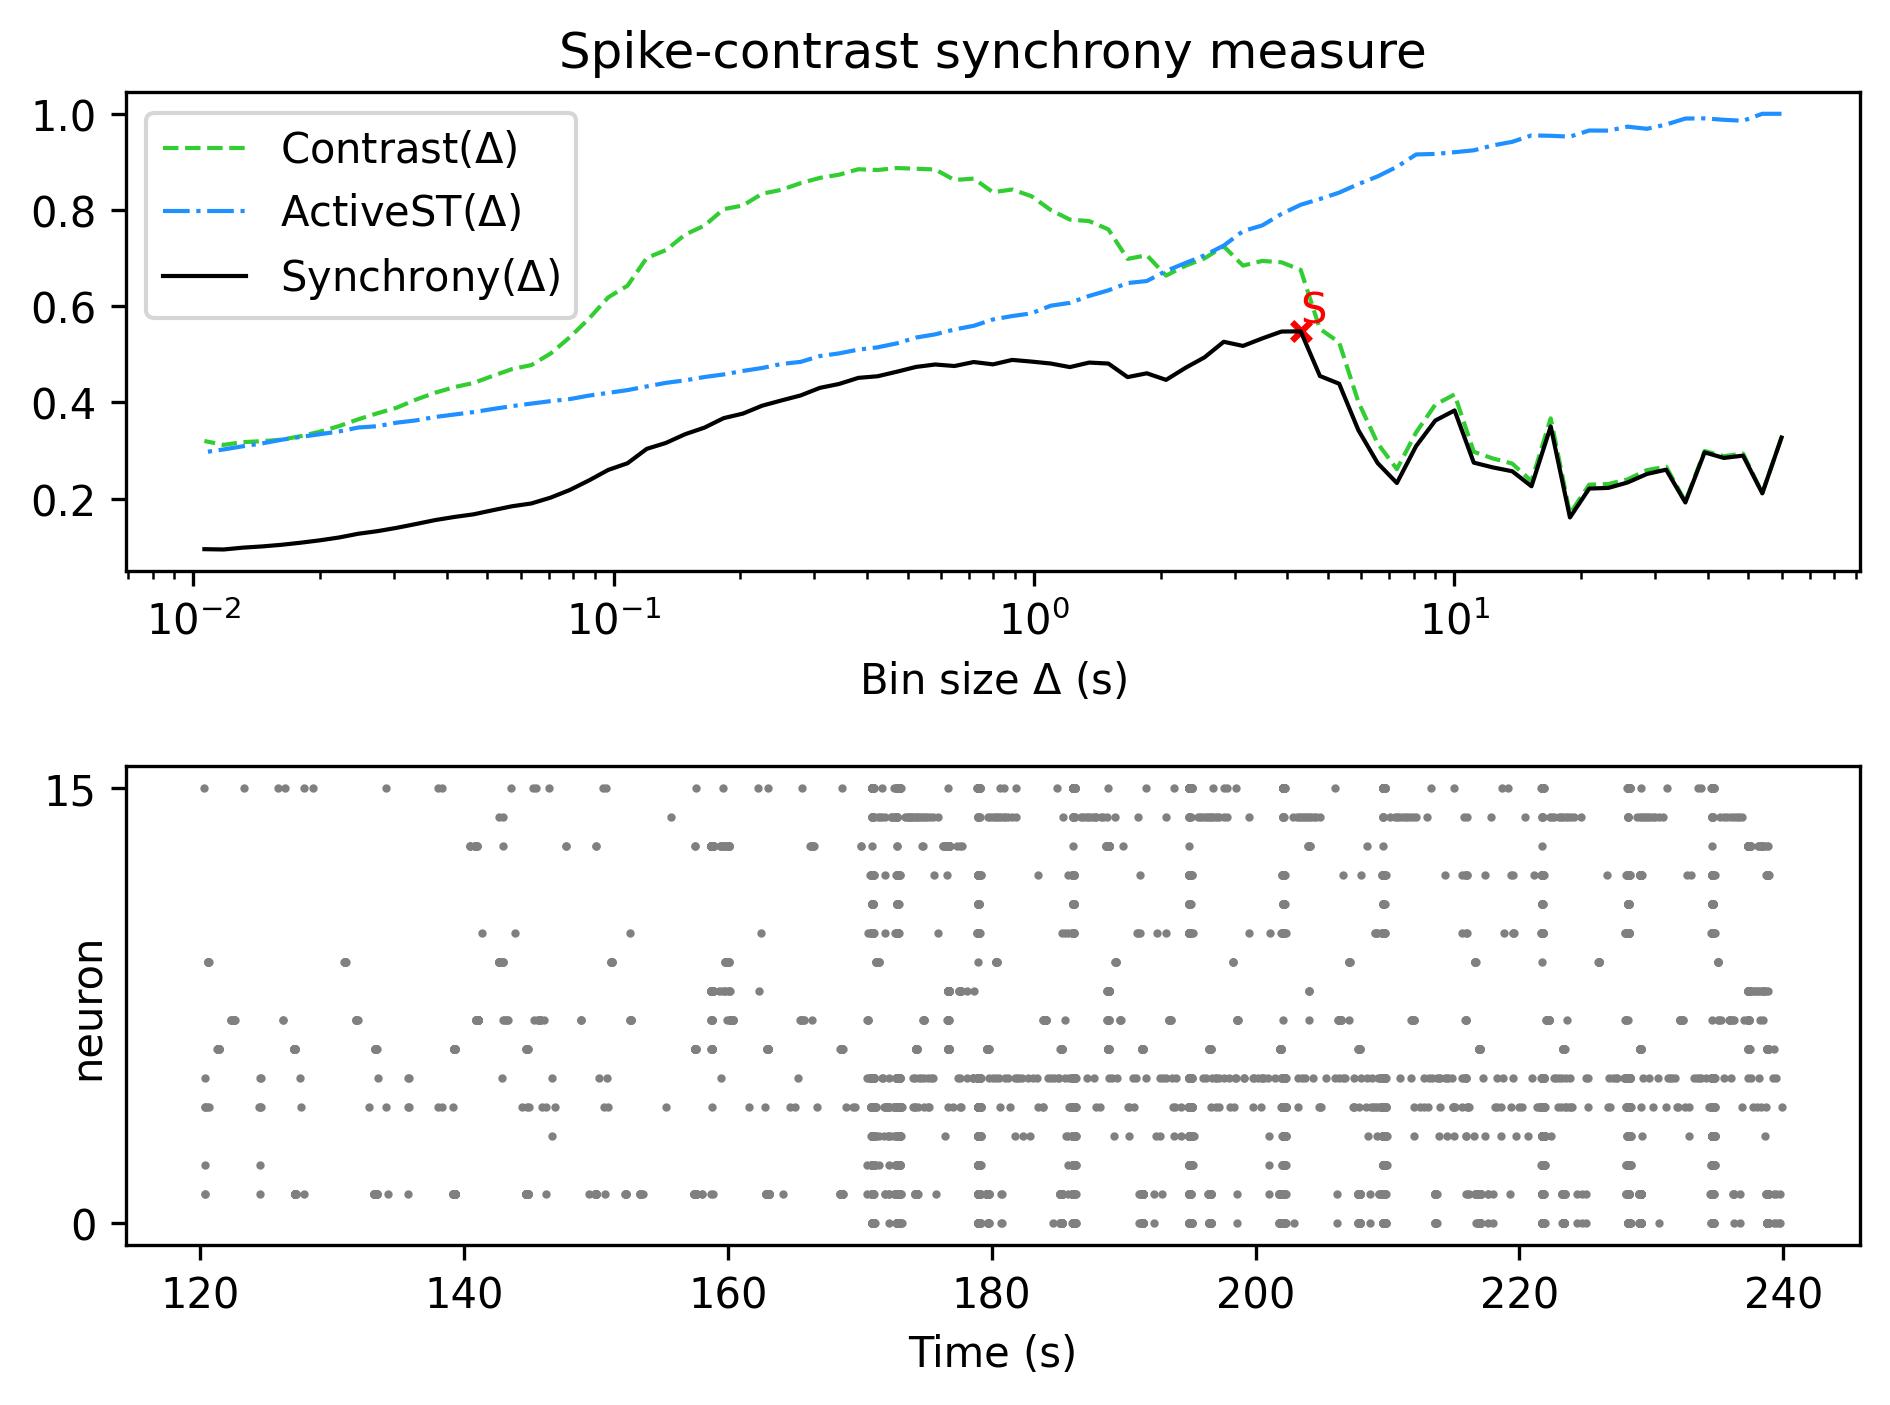 Spike-contrast synchrony measure
1.0
0.8
0.6
0.4
0.2
Contrast(Δ)
ActiveST(Δ)
Synchrony(Δ)
S
10⁻² 10⁻¹ 10⁰ 10¹
Bin size Δ (s)
15
0
neuron
120 140 160 180 200 220 240
Time (s)